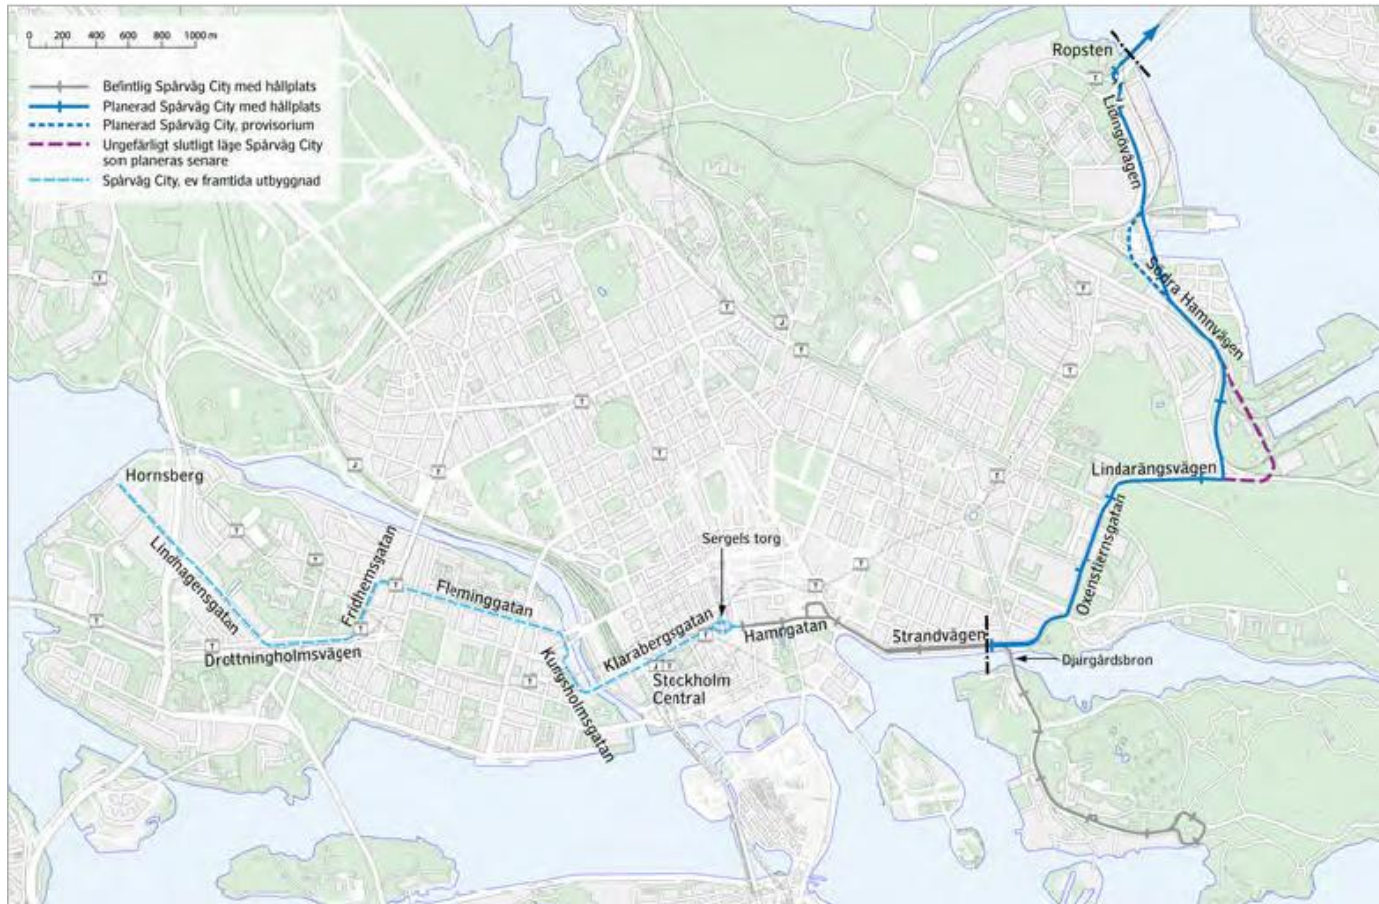 0 200 400 600 1000 m
Befintlig Spårväg City med hållplats
Planerad Spårväg City med hållplats
Planerad Spårväg City, provisorium
Ungefärligt slutligt läge Spårväg City
som planeras senare
Spårväg City, ev framtida utbyggnad
Ropsten
T
Lidingövägen
Södra Hamnvägen
T
T
T
J
T
T
T
T
J
T
T
T
Hornsberg
Lindarängsvägen
Oxenstiernsgatan
Sergels torg
Fridhemsgatan
T
T
T
Lindhagensgatan
Fleminggatan
T
T
T
Klarabergsgatan
T
Hamngatan
Strandvägen
T
T
T
Drottningholmsvägen
Kungsholmsgatan
J T
Stockholm
Central
T
Djurgårdsbron